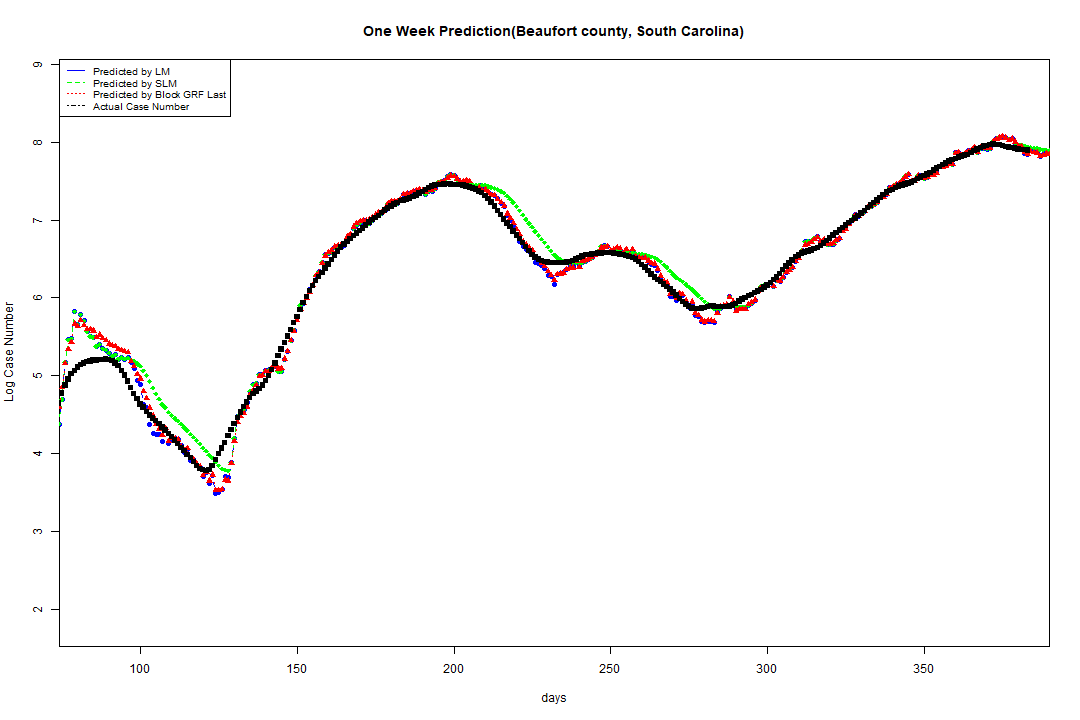 One Week Prediction(Beaufort county, South Carolina)
Predicted by LM
Predicted by SLM
Predicted by Block GRF Last
Actual Case Number
Log Case Number
9
8
7
6
5
4
3
2
100 150 200 250 300 350
days